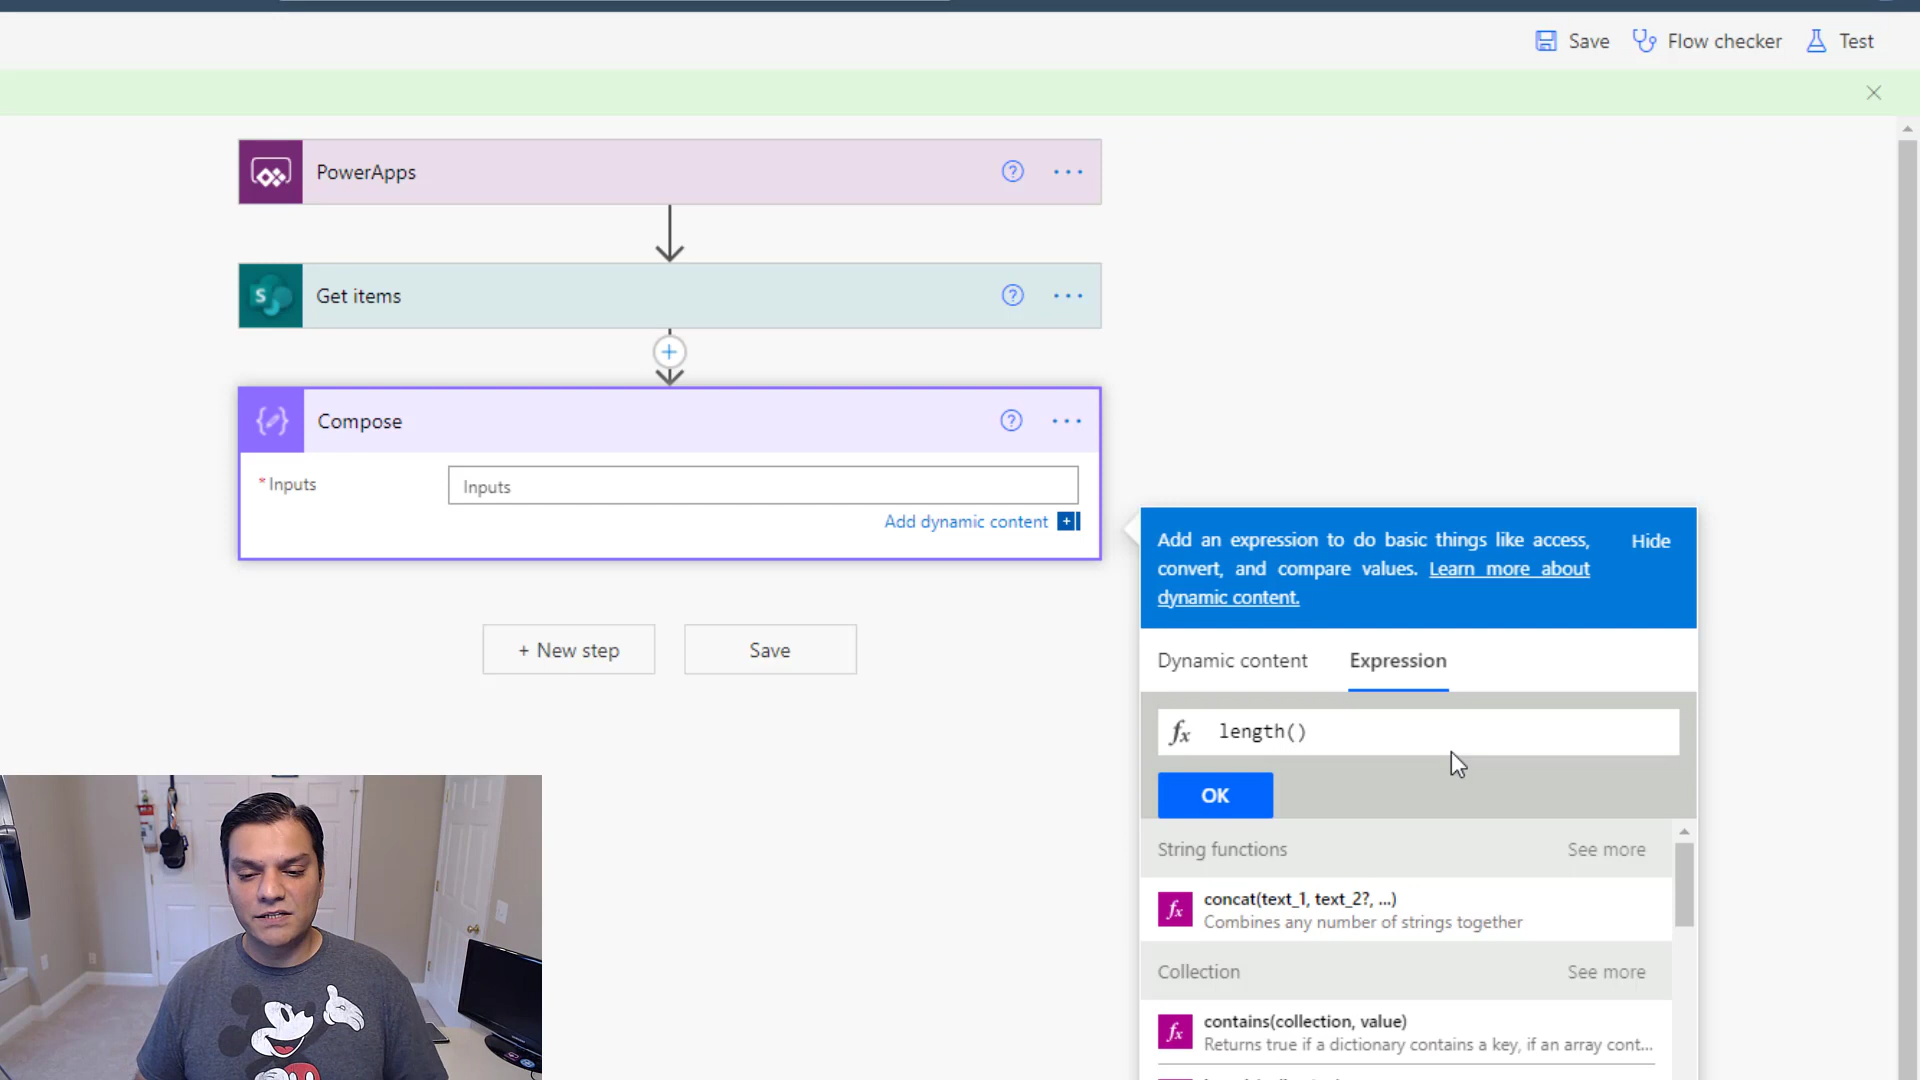 Save
Flow checker
Test
PowerApps
Get items
Compose
* Inputs
Inputs
Add dynamic content
+ New step
Save
Add an expression to do basic things like access,
convert, and compare values. Learn more about
dynamic content.
Hide
Dynamic content
Expression
fx length()
OK
String functions
See more
fx
concat(text_1, text_2?, ...)
Combines any number of strings together
Collection
See more
fx
contains(collection, value)
Returns true if a dictionary contains a key, if an array cont...